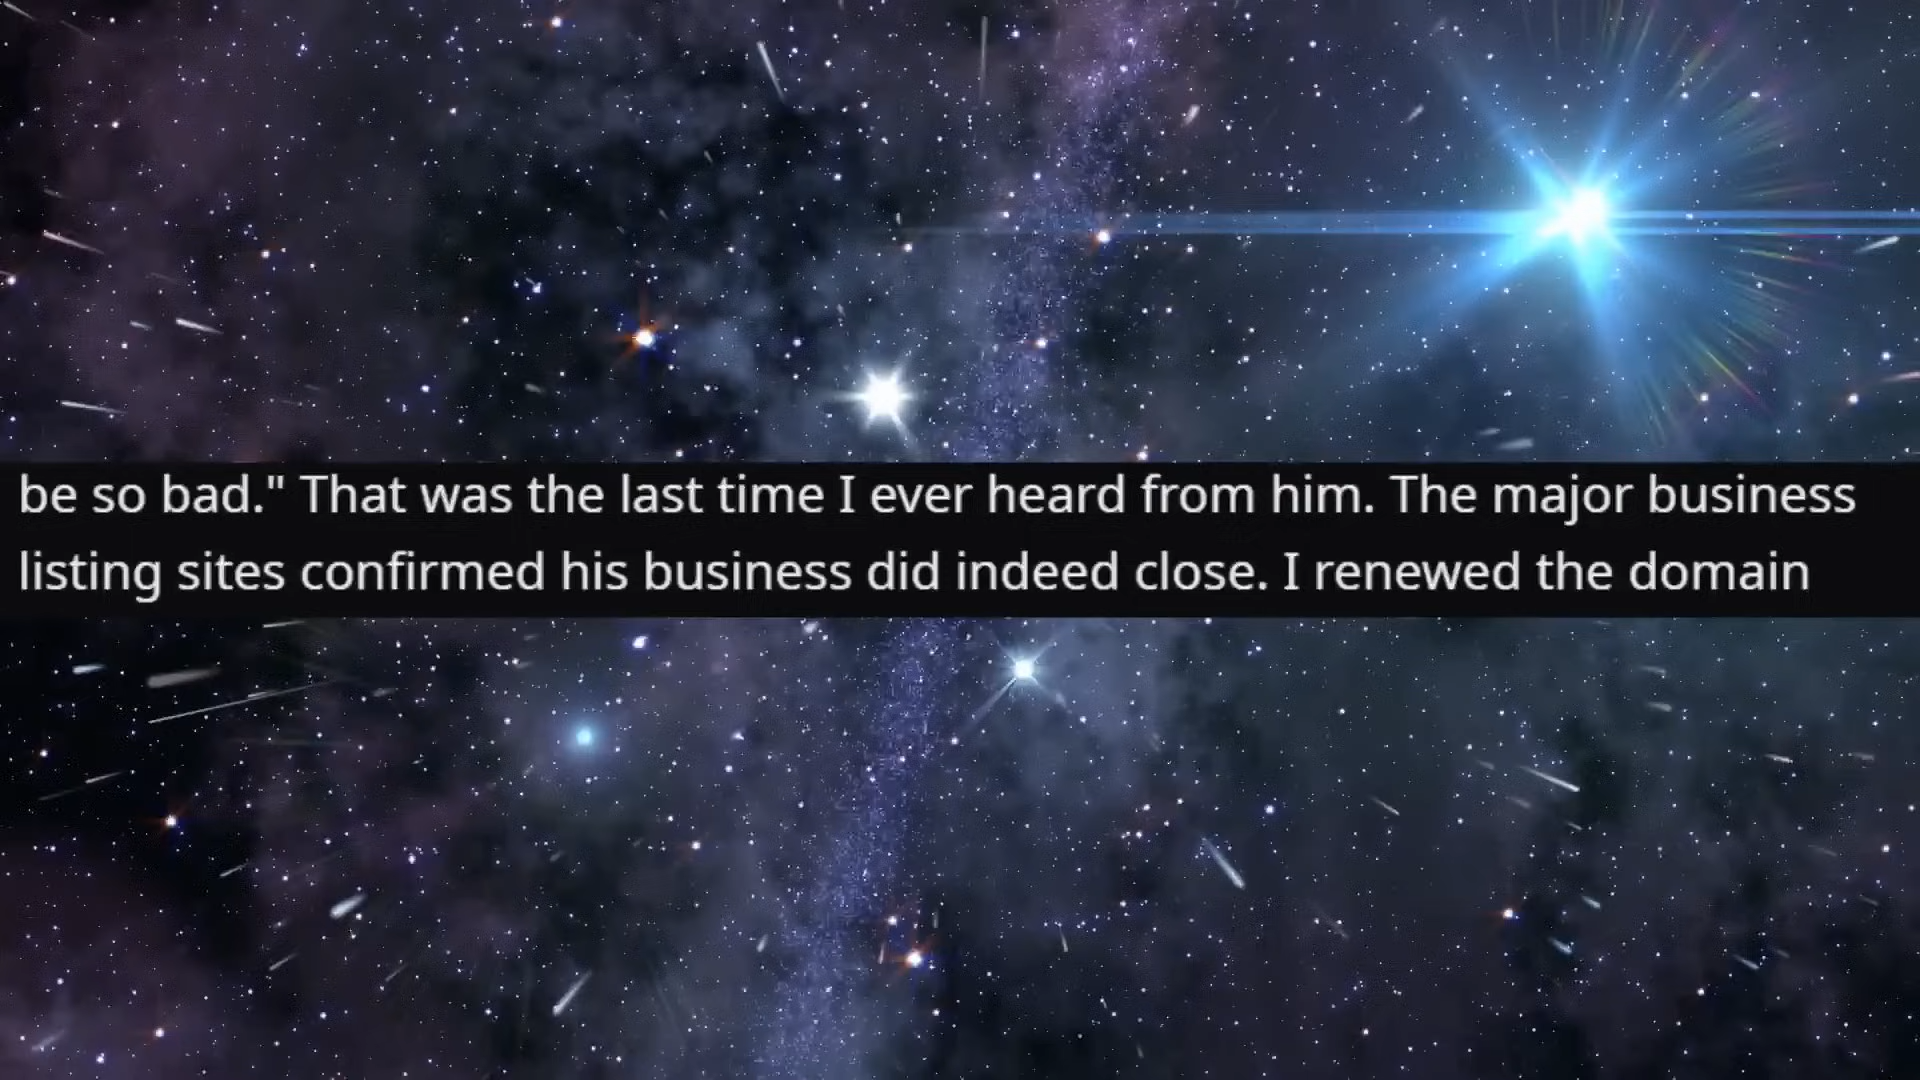 be so bad." That was the last time I ever heard from him. The major business
listing sites confirmed his business did indeed close. I renewed the domain